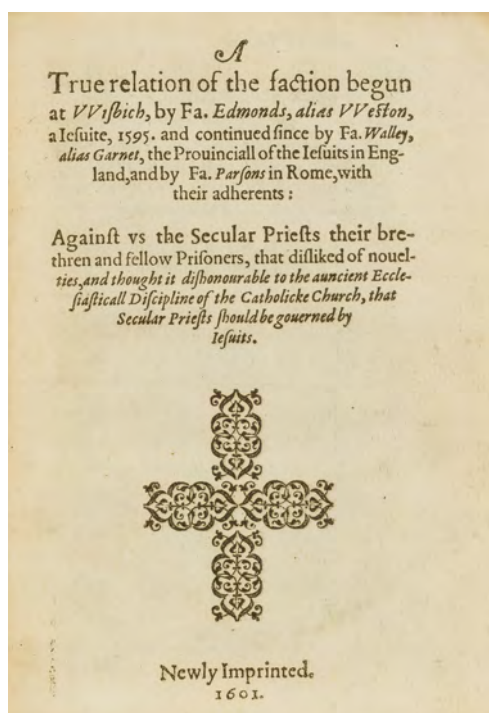 A
True relation of the faction begun
at VViſbich, by Fa. Edmonds, alias VVeſton,
a Ieſuite, 1595. and continued ſince by Fa. Walley,
alias Garnet, the Prouinciall of the Ieſuits in Eng-
land, and by Fa. Parſons in Rome, with
their adherents :
Againſt vs the Secular Prieſts their bre-
thren and fellow Priſoners, that diſliked of nouel-
ties, and thought it diſhonourable to the auncient Eccle-
ſiaſticall Diſcipline of the Catholicke Church, that
Secular Prieſts ſhould be gouerned by
Ieſuits.
Newly Imprinted.
1601.